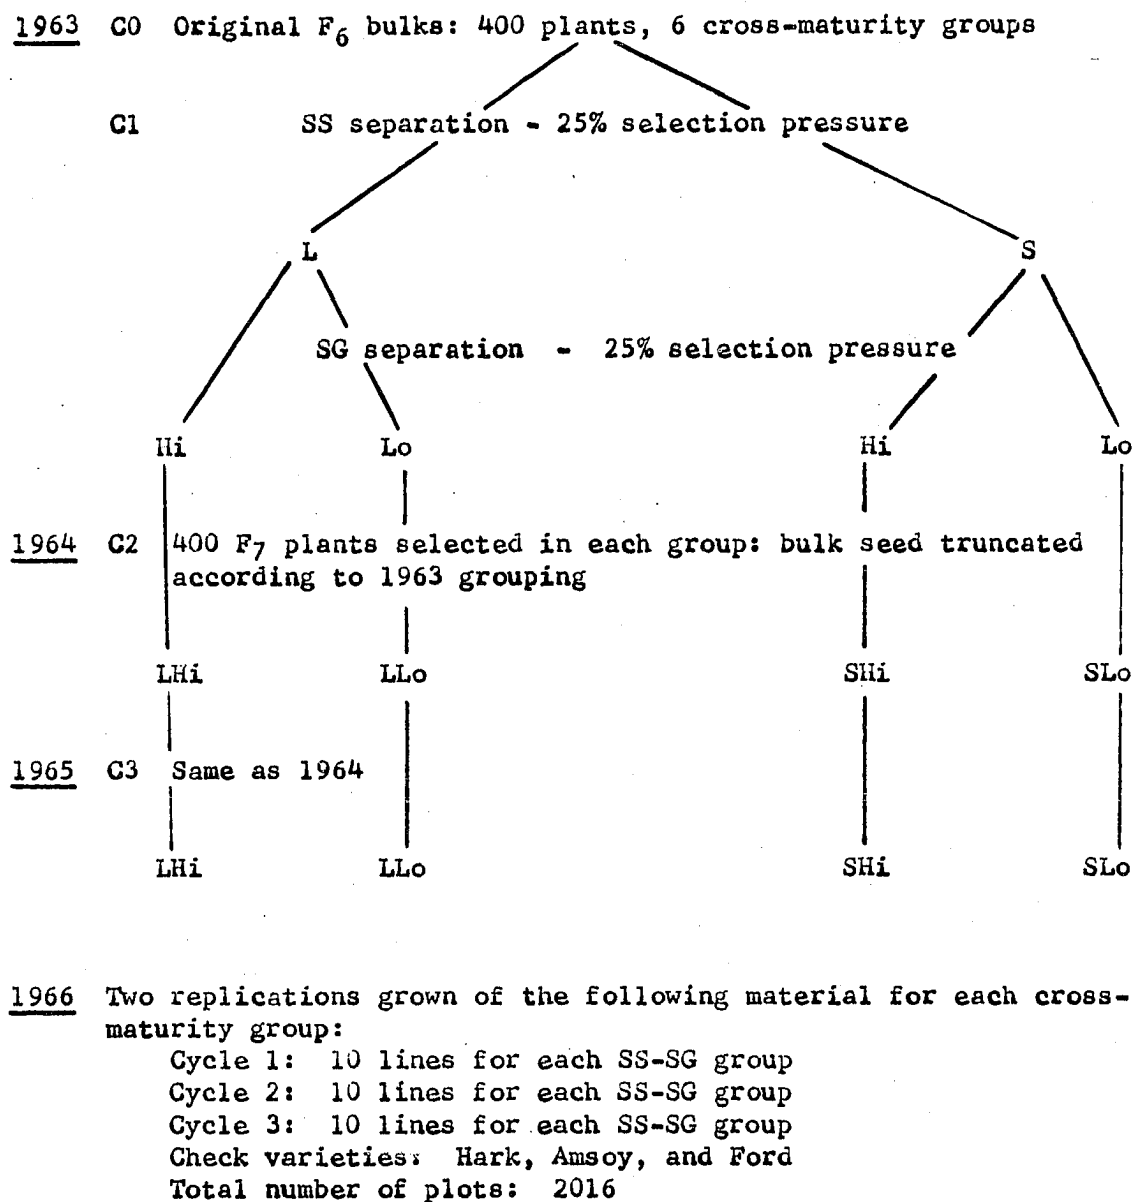 1963 C0 Original F6 bulks: 400 plants, 6 cross-maturity groups
C1 SS separation - 25% selection pressure
L S
SG separation - 25% selection pressure
Hi Lo Hi Lo
1964 C2 400 F7 plants selected in each group: bulk seed truncated
according to 1963 grouping
LHi LLo SHi SLo
1965 C3 Same as 1964
LHi LLo SHi SLo
1966 Two replications grown of the following material for each cross-
maturity group:
Cycle 1: 10 lines for each SS-SG group
Cycle 2: 10 lines for each SS-SG group
Cycle 3: 10 lines for each SS-SG group
Check varieties: Hark, Amsoy, and Ford
Total number of plots: 2016